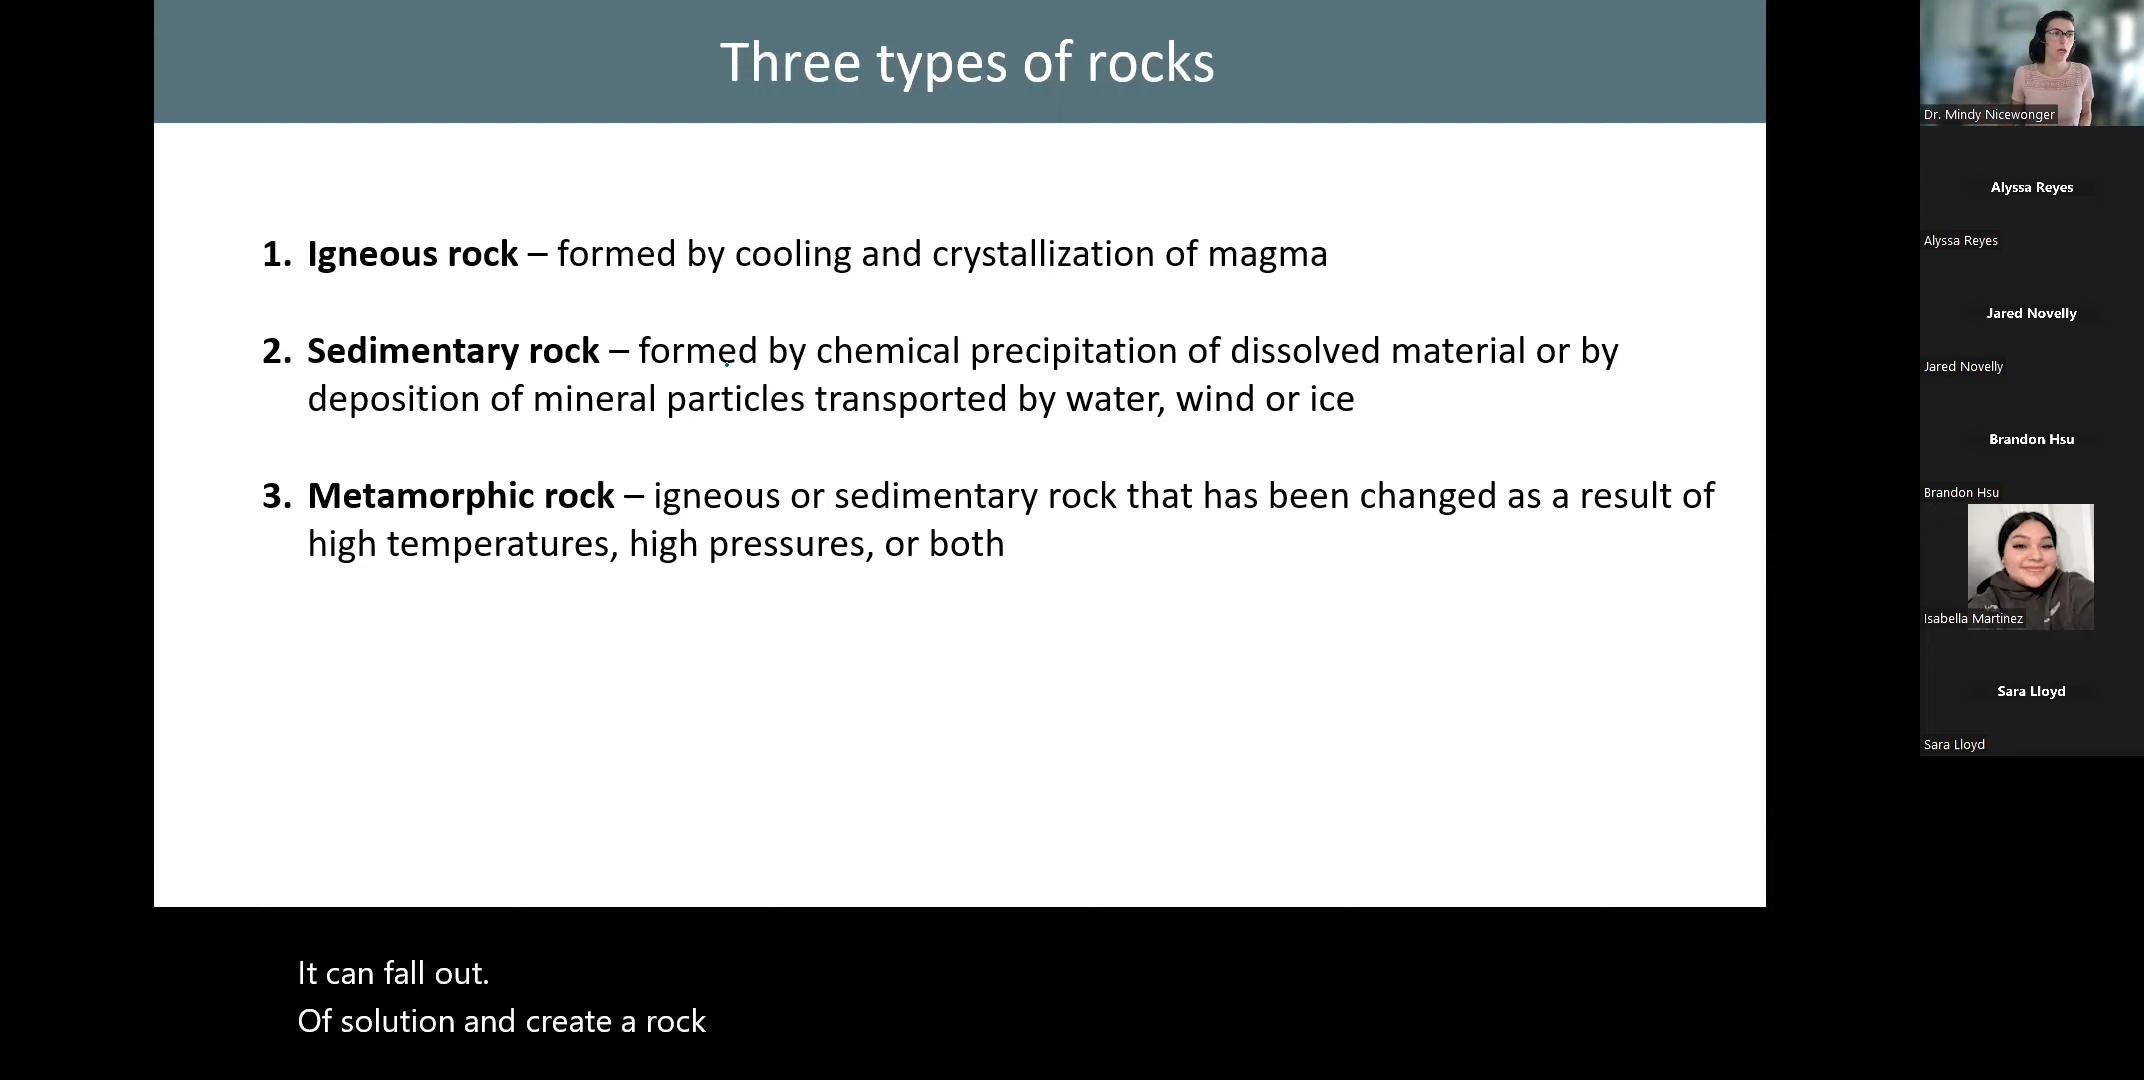 Three types of rocks
1. Igneous rock – formed by cooling and crystallization of magma
2. Sedimentary rock – formed by chemical precipitation of dissolved material or by
deposition of mineral particles transported by water, wind or ice
3. Metamorphic rock – igneous or sedimentary rock that has been changed as a result of
high temperatures, high pressures, or both
It can fall out.
Of solution and create a rock
Dr. Mindy Nicewonger
Alyssa Reyes
Alyssa Reyes
Jared Novelly
Jared Novelly
Brandon Hsu
Brandon Hsu
Isabella Martinez
Sara Lloyd
Sara Lloyd